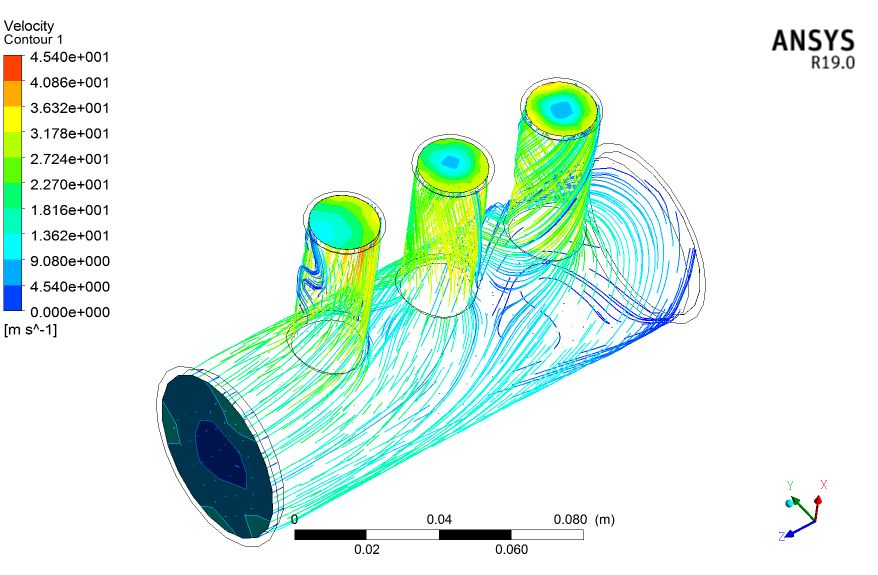 Velocity
Contour 1
4.540e+001
4.086e+001
3.632e+001
3.178e+001
2.724e+001
2.270e+001
1.816e+001
1.362e+001
9.080e+000
4.540e+000
0.000e+000
[m s^-1]
ANSYS
R19.0
0 0.04 0.080 (m)
0.02 0.060
Y X
Z